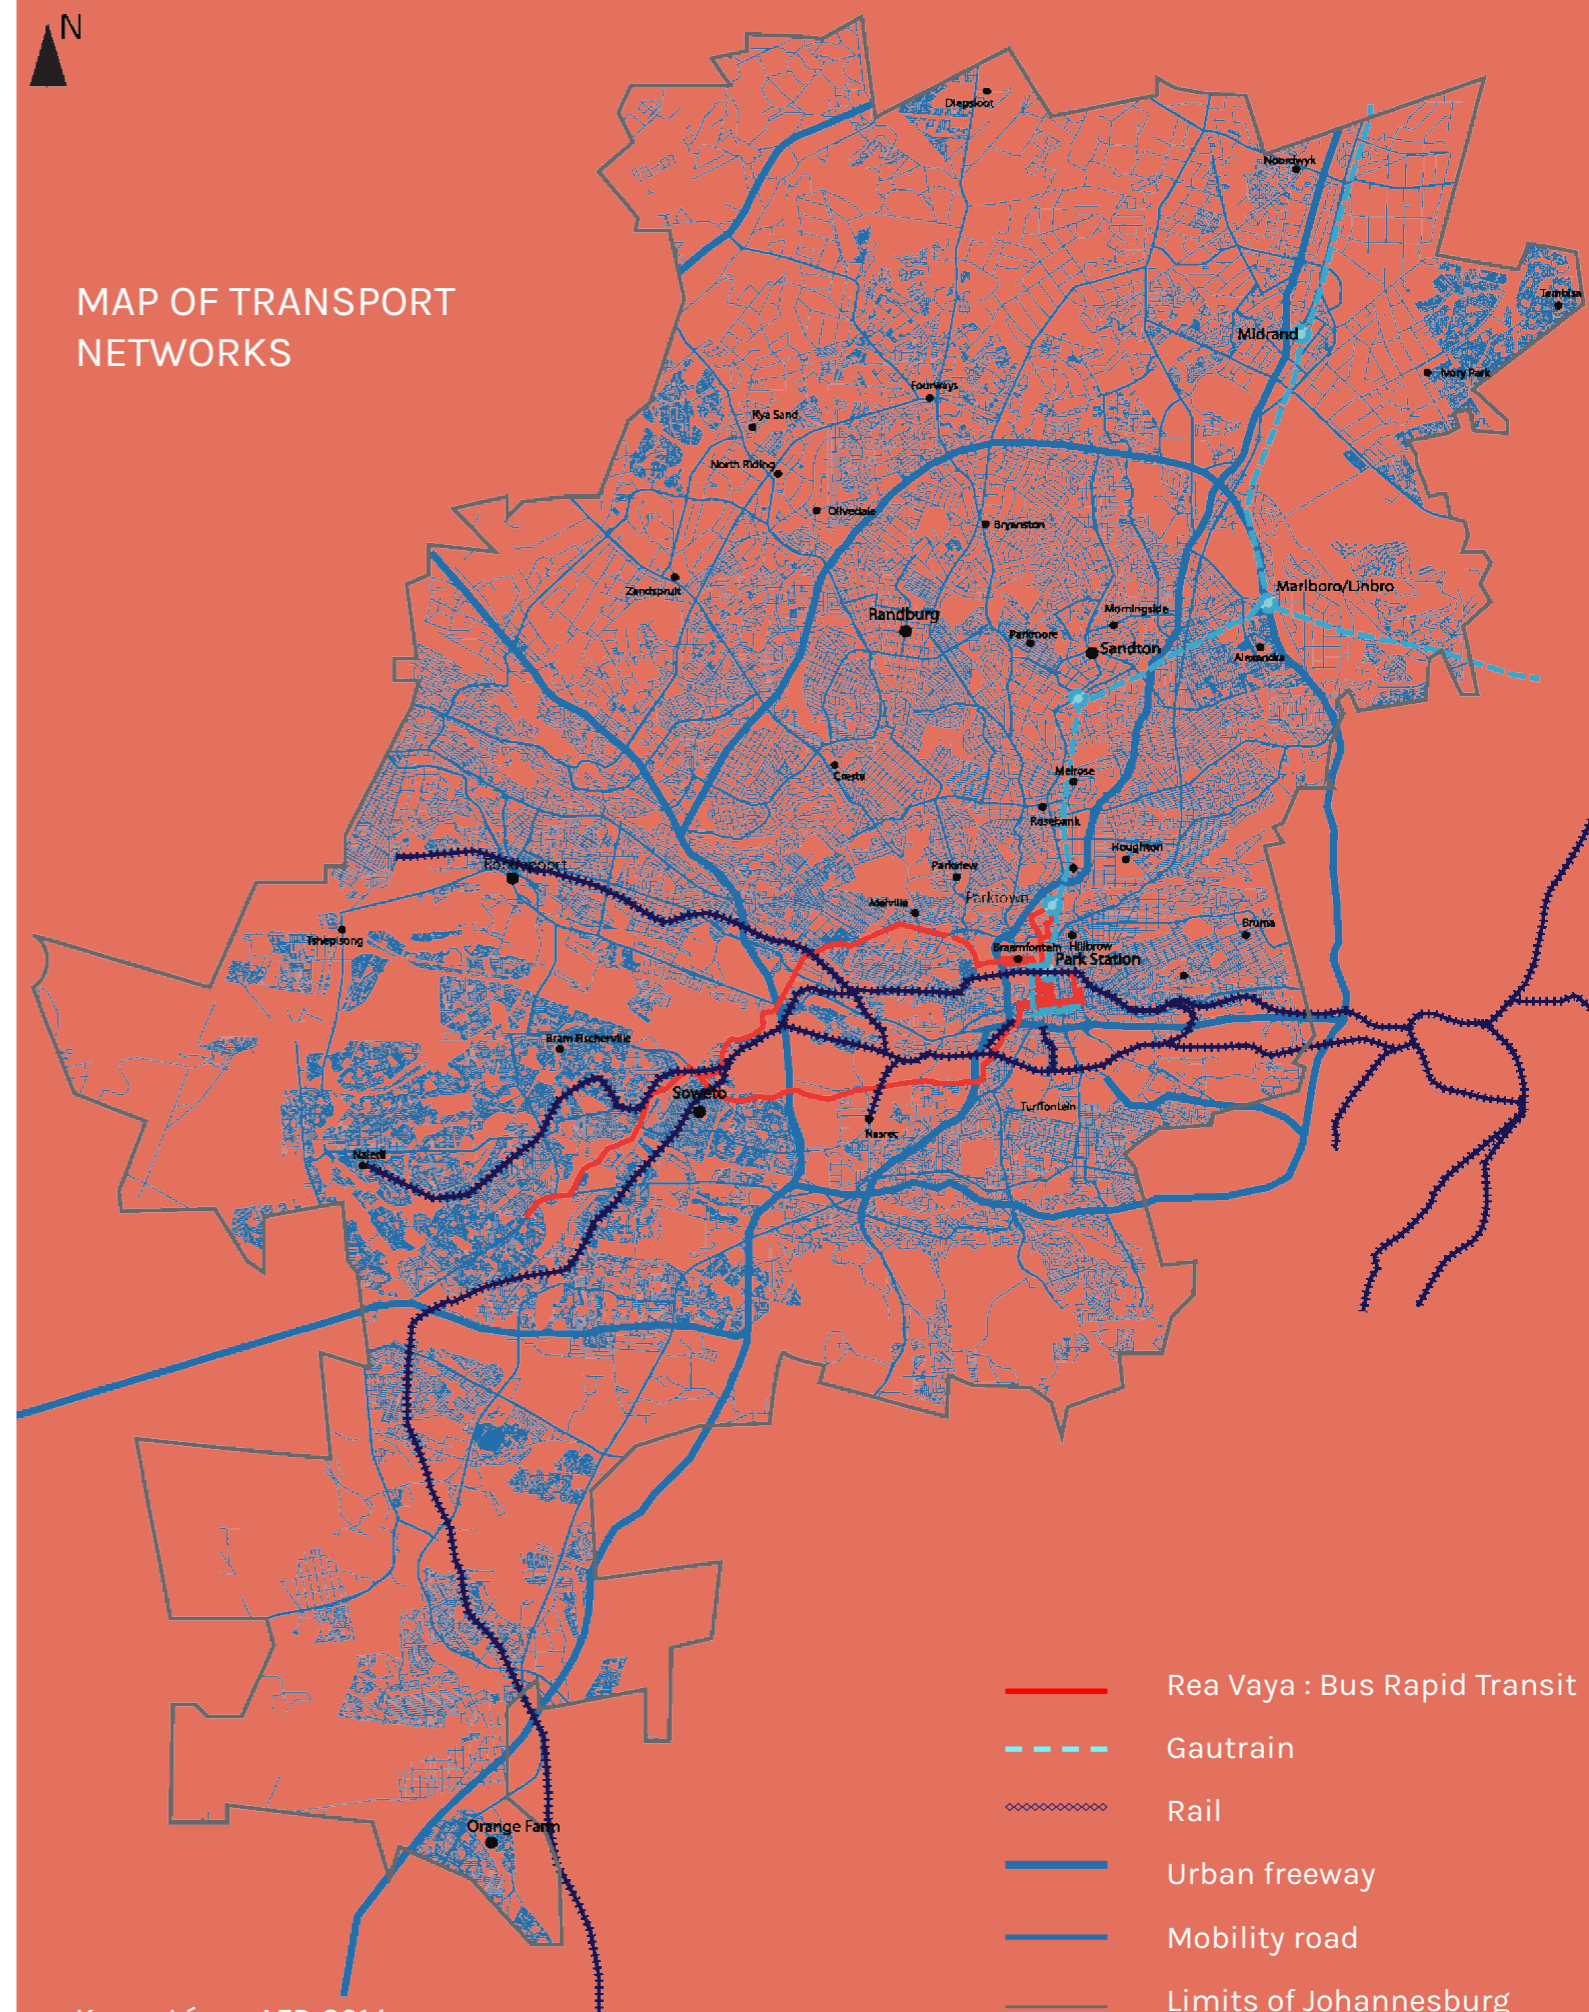 N
MAP OF TRANSPORT
NETWORKS
Diepsloot
Noordwyk
Tembisa
Midrand
Ivory Park
Fourways
Kya Sand
North Riding
Olivedale
Bryanston
Zandspruit
Marlboro/Linbro
Morningside
Randburg
Parkmore
Sandton
Alexandra
Melrose
Cresta
Rosebank
Houghton
Parkview
Roodepoort
Parktown
Melville
Bruma
Tshepisong
Braamfontein
Hillbrow
Park Station
Bram Fischerville
Soweto
Turffontein
Nasrec
Naledi
Orange Farm
Rea Vaya : Bus Rapid Transit
Gautrain
Rail
Urban freeway
Mobility road
Limits of Johannesburg